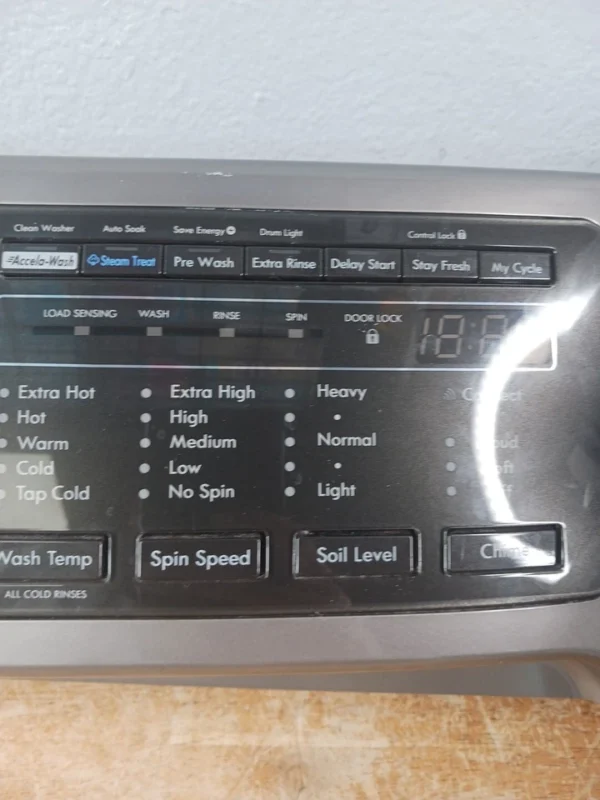 Clean Washer Auto Soak Save Energy Drum Light Control Lock
Accela-Wash Steam Treat Pre Wash Extra Rinse Delay Start Stay Fresh My Cycle
LOAD SENSING WASH RINSE SPIN DOOR LOCK 18:8
Extra Hot Extra High Heavy
Hot High
Warm Medium Normal
Cold Low
Tap Cold No Spin Light
Wash Temp Spin Speed Soil Level
ALL COLD RINSES